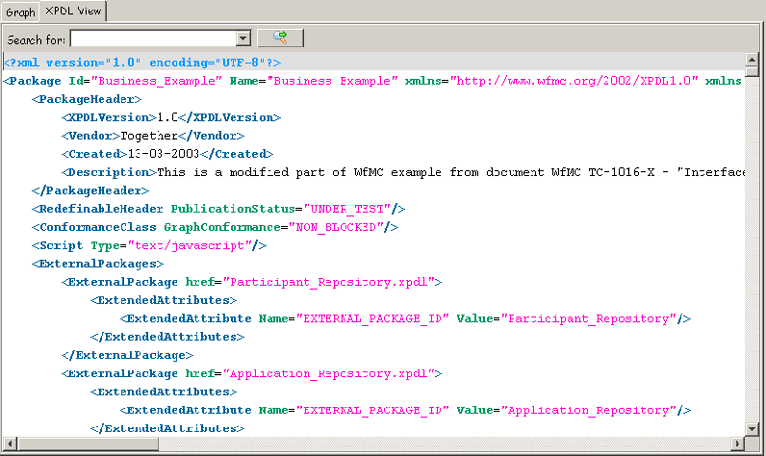 Graph XPDL View
Search for:
<?xml version="1.0" encoding="UTF-8"?>
<Package Id="Business_Example" Name="Business Example" xmlns="http://www.wfmc.org/2002/XPDL1.0" xmlns
<PackageHeader>
<XPDLVersion>1.0</XPDLVersion>
<Vendor>Together</Vendor>
<Created>13-03-2003</Created>
<Description>This is a modified part of WfMC example from document WfMC TC-1016-X - "Interface
</PackageHeader>
<RedefinableHeader PublicationStatus="UNDER_TEST"/>
<ConformanceClass GraphConformance="NON_BLOCKED"/>
<Script Type="text/javascript"/>
<ExternalPackages>
<ExternalPackage href="Participant_Repository.xpdl">
<ExtendedAttributes>
<ExtendedAttribute Name="EXTERNAL_PACKAGE_ID" Value="Participant_Repository"/>
</ExtendedAttributes>
</ExternalPackage>
<ExternalPackage href="Application_Repository.xpdl">
<ExtendedAttributes>
<ExtendedAttribute Name="EXTERNAL_PACKAGE_ID" Value="Application_Repository"/>
</ExtendedAttributes>